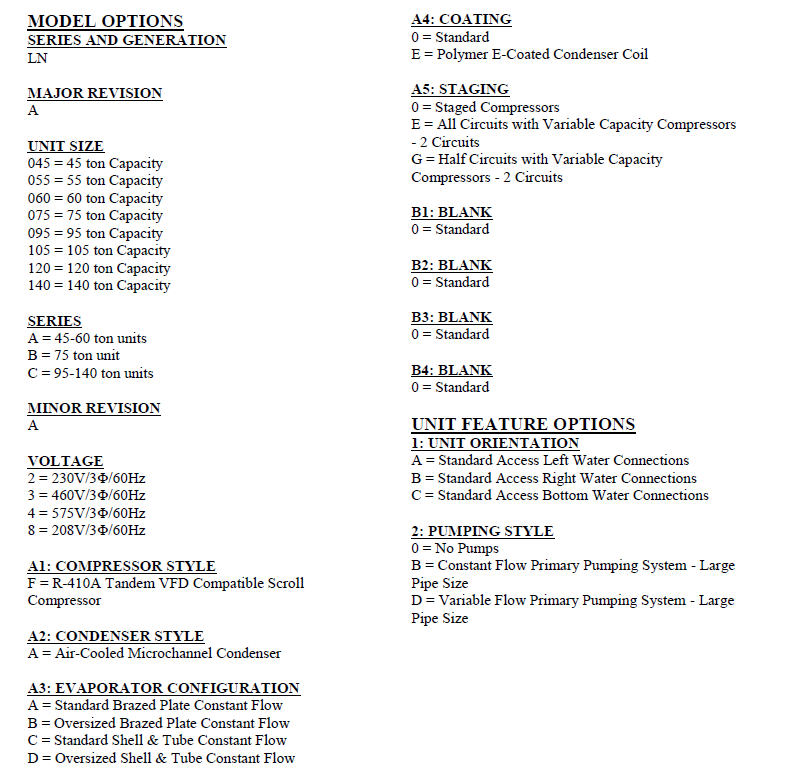 MODEL OPTIONS
SERIES AND GENERATION
LN
MAJOR REVISION
A
UNIT SIZE
045 = 45 ton Capacity
055 = 55 ton Capacity
060 = 60 ton Capacity
075 = 75 ton Capacity
095 = 95 ton Capacity
105 = 105 ton Capacity
120 = 120 ton Capacity
140 = 140 ton Capacity
SERIES
A = 45-60 ton units
B = 75 ton unit
C = 95-140 ton units
MINOR REVISION
A
VOLTAGE
2 = 230V/3Φ/60Hz
3 = 460V/3Φ/60Hz
4 = 575V/3Φ/60Hz
8 = 208V/3Φ/60Hz
A1: COMPRESSOR STYLE
F = R-410A Tandem VFD Compatible Scroll
Compressor
A2: CONDENSER STYLE
A = Air-Cooled Microchannel Condenser
A3: EVAPORATOR CONFIGURATION
A = Standard Brazed Plate Constant Flow
B = Oversized Brazed Plate Constant Flow
C = Standard Shell & Tube Constant Flow
D = Oversized Shell & Tube Constant Flow
A4: COATING
0 = Standard
E = Polymer E-Coated Condenser Coil
A5: STAGING
0 = Staged Compressors
E = All Circuits with Variable Capacity Compressors
- 2 Circuits
G = Half Circuits with Variable Capacity
Compressors - 2 Circuits
B1: BLANK
0 = Standard
B2: BLANK
0 = Standard
B3: BLANK
0 = Standard
B4: BLANK
0 = Standard
UNIT FEATURE OPTIONS
1: UNIT ORIENTATION
A = Standard Access Left Water Connections
B = Standard Access Right Water Connections
C = Standard Access Bottom Water Connections
2: PUMPING STYLE
0 = No Pumps
B = Constant Flow Primary Pumping System - Large
Pipe Size
D = Variable Flow Primary Pumping System - Large
Pipe Size